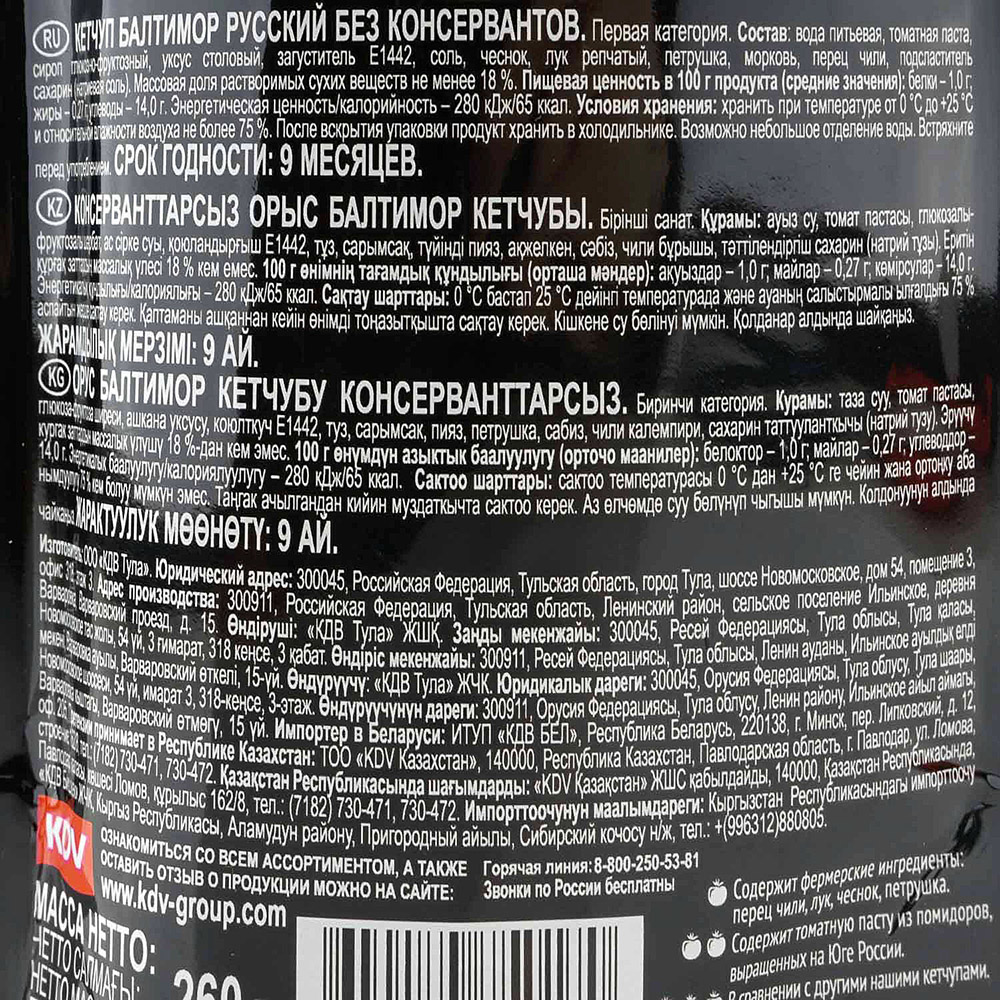 RU КЕТЧУП БАЛТИМОР РУССКИЙ БЕЗ КОНСЕРВАНТОВ. Первая категория. Состав: вода питьевая, томатная паста,
сироп глюкозо-фруктозный, уксус столовый, загуститель Е1442, соль, чеснок, лук репчатый, петрушка, морковь, перец чили, подсластитель
сахарин (натриевая соль). Массовая доля растворимых сухих веществ не менее 18 %. Пищевая ценность в 100 г продукта (средние значения): белки – 1,0 г;
жиры – 0,27 г; углеводы – 14,0 г. Энергетическая ценность/калорийность – 280 кДж/65 ккал. Условия хранения: хранить при температуре от 0 °С до +25 °С
и относительной влажности воздуха не более 75 %. После вскрытия упаковки продукт хранить в холодильнике. Возможно небольшое отделение воды. Встряхните
перед употреблением. СРОК ГОДНОСТИ: 9 МЕСЯЦЕВ.
KZ КОНСЕРВАНТТАРСЫЗ ОРЫС БАЛТИМОР КЕТЧУБЫ. Бірінші санат. Құрамы: ауыз су, томат пастасы, глюкозалы-
фруктозалы шәрбат, ас сірке суы, қоюландырғыш Е1442, тұз, сарымсақ, түйінді пияз, ақжелкен, сәбіз, чили бұрышы, тәттілендіргіш сахарин (натрий тұзы). Ерітін
құрғақ заттардың массалық үлесі 18 % кем емес. 100 г өнімнің тағамдық құндылығы (орташа мәндер): ақуыздар – 1,0 г; майлар – 0,27 г; көмірсулар – 14,0 г.
Энергетикалық құндылығы/калориялығы – 280 кДж/65 ккал. Сақтау шарттары: 0 °С бастап 25 °С дейінгі температурада және ауаның салыстырмалы ылғалдығы 75 %
аспайтын жерде сақтау керек. Қаптаманы ашқаннан кейін өнімді тоңазытқышта сақтау керек. Кішкене су бөлінуі мүмкін. Қолданар алдында шайқаңыз.
ЖАРАМДЫЛЫҚ МЕРЗІМІ: 9 АЙ.
KG ОРУС БАЛТИМОР КЕТЧУБУ КОНСЕРВАНТТАРСЫЗ. Биринчи категория. Курамы: таза суу, томат пастасы,
глюкоза-фруктоза ширеси, ашкана уксусу, коюлткуч Е1442, туз, сарымсак, пияз, петрушка, сабиз, чили калемпири, сахарин таттууланткычы (натрий тузу). Эрүүчү
кургак заттардын массалык үлушу 18 %-дан кем эмес. 100 г өнүмдүн азыктык баалуулугу (орточо маанилер): белоктор – 1,0 г; майлар – 0,27 г; углеводдор –
14,0 г. Энергиялык баалуулугу/калориялуулугу – 280 кДж/65 ккал. Сактоо шарттары: сактоо температурасы 0 °С дан +25 °С ге чейин жана ортонку аба
нымдуулугу 75 % кем болуу мүмкүн эмес. Таңгак ачылгандан кийин муздаткычта сактоо керек. Аз өлчөмдө суу бөлүнүп чыгышы мүмкүн. Колдонуунун алдында
чайкаңыз. ЖАРАКТУУЛУК МӨӨНӨТҮ: 9 АЙ.
Изготовитель: ООО «КДВ Тула». Юридический адрес: 300045, Российская Федерация, Тульская область, город Тула, шоссе Новомосковское, дом 54, помещение 3,
офис 318, этаж 3. Адрес производства: 300911, Российская Федерация, Тульская область, Ленинский район, сельское поселение Ильинское, деревня
Варваровка, Варваровский проезд, д. 15. Өндіруші: «КДВ Тула» ЖШҚ. Заңды мекенжайы: 300045, Ресей Федерациясы, Тула облысы, Тула қаласы,
Новомосковское тас жолы, 54 үй, 3 ғимарат, 318 кеңсе, 3 қабат. Өндіріс мекенжайы: 300911, Ресей Федерациясы, Тула облысы, Ленин ауданы, Ильинское ауылдық елді
мекені, Варваровка ауылы, Варваровский өткелі, 15-үй. Өндүрүүчү: «КДВ Тула» ЖЧК. Юридикалык дареги: 300045, Орусия Федерациясы, Тула облусу, Тула шаары,
Новомосковское шоссеси, 54 үй, имарат 3, 318-кеңсе, 3-этаж. Өндүрүүчүнүн дареги: 300911, Орусия Федерациясы, Тула облусу, Ленин району, Ильинское айыл аймагы,
Варваровка айылы, Варваровский өтмөгү, 15 үй. Импортер в Беларуси: ИТУП «КДВ БЕЛ», Республика Беларусь, 220138, г. Минск, пер. Липковский, д. 12,
оф. принимает в Республике Казахстан: ТОО «KDV Казахстан», 140000, Республика Казахстан, Павлодарская область, г. Павлодар, ул. Ломова,
тел.: (7182) 730-471, 730-472. Қазақстан Республикасында шағымдарды: «KDV Қазақстан» ЖШС қабылдайды, 140000, Қазақстан Республикасы,
Павлодар көшесі Ломов, құрылыс 162/8, тел.: (7182) 730-471, 730-472. Импорттоочунун маалымдареги: Кыргызстан Республикасындагы импорттоочу
«КДВ ЖЧК, Кыргыз Республикасы, Аламудун району, Пригородный айылы, Сибирский кочосу н/ж, тел.: +(996312)880805.
KDV
ОЗНАКОМИТЬСЯ СО ВСЕМ АССОРТИМЕНТОМ, А ТАКЖЕ
ОСТАВИТЬ ОТЗЫВ О ПРОДУКЦИИ МОЖНО НА САЙТЕ:
www.kdv-group.com
Горячая линия: 8-800-250-53-81
Звонки по России бесплатны
МАССА НЕТТО:
НЕТТО САЛМАҒЫ:
НЕТТО
260
Содержит фермерские ингредиенты:
перец чили, лук, чеснок, петрушка.
Содержит томатную пасту из помидоров,
выращенных на Юге России.
В сравнении с другими нашими кетчупами.